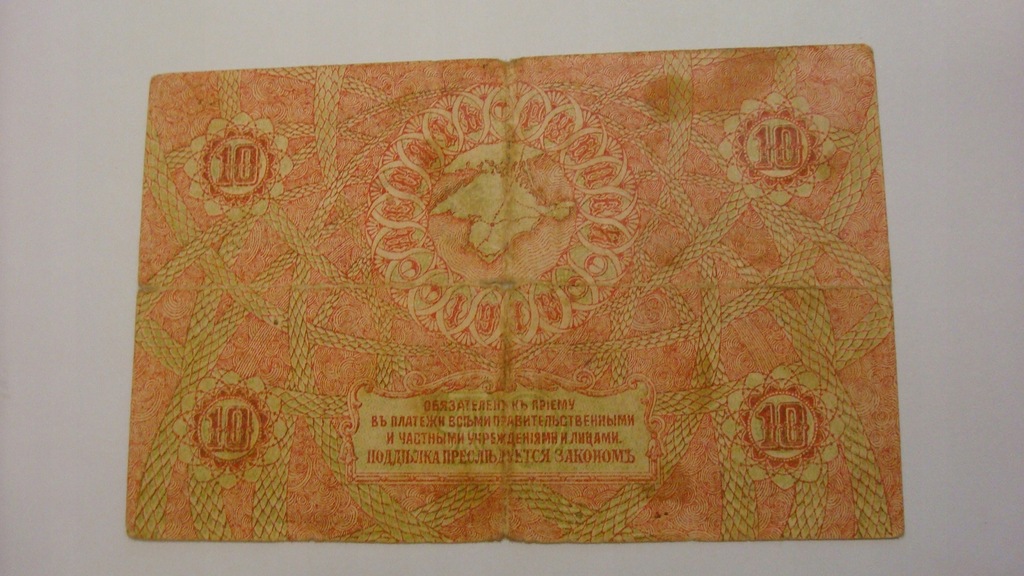 10 10
ОБЯЗАТЕЛЕНЪ КЪ ПРІЕМУ
ВЪ ПЛАТЕЖИ ВСѢМИ ПРАВИТЕЛЬСТВЕННЫМИ
И ЧАСТНЫМИ УЧРЕЖДЕНІЯМИ И ЛИЦАМИ.
ПОДДѢЛКА ПРЕСЛѢДУЕТСЯ ЗАКОНОМЪ
10 10